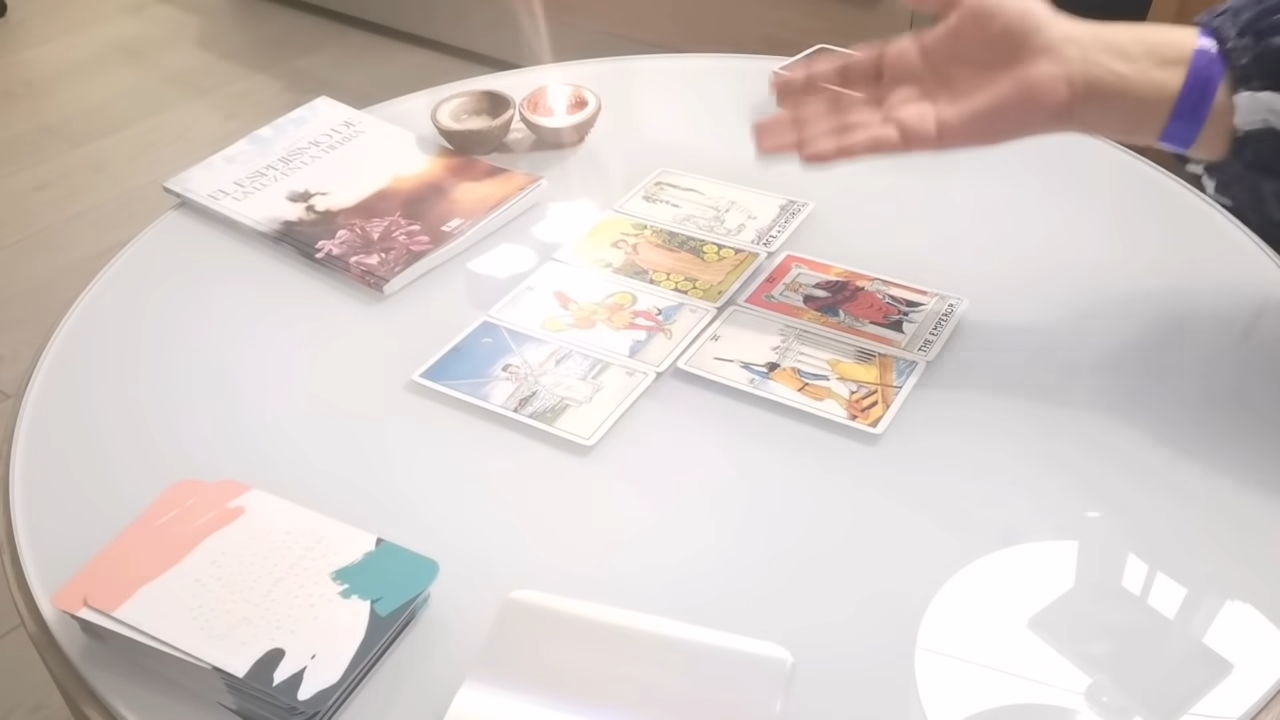 EL ESPEJISMO DE
LA LUZ EN LA TIERRA
ACE of SWORDS.
THE EMPEROR.